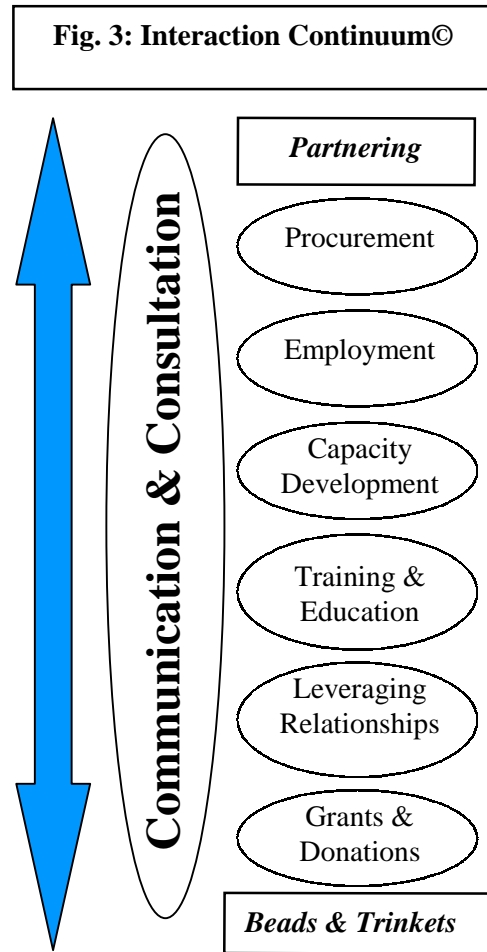 Fig. 3: Interaction Continuum©
Communication & Consultation
Partnering
Procurement
Employment
Capacity
Development
Training &
Education
Leveraging
Relationships
Grants &
Donations
Beads & Trinkets